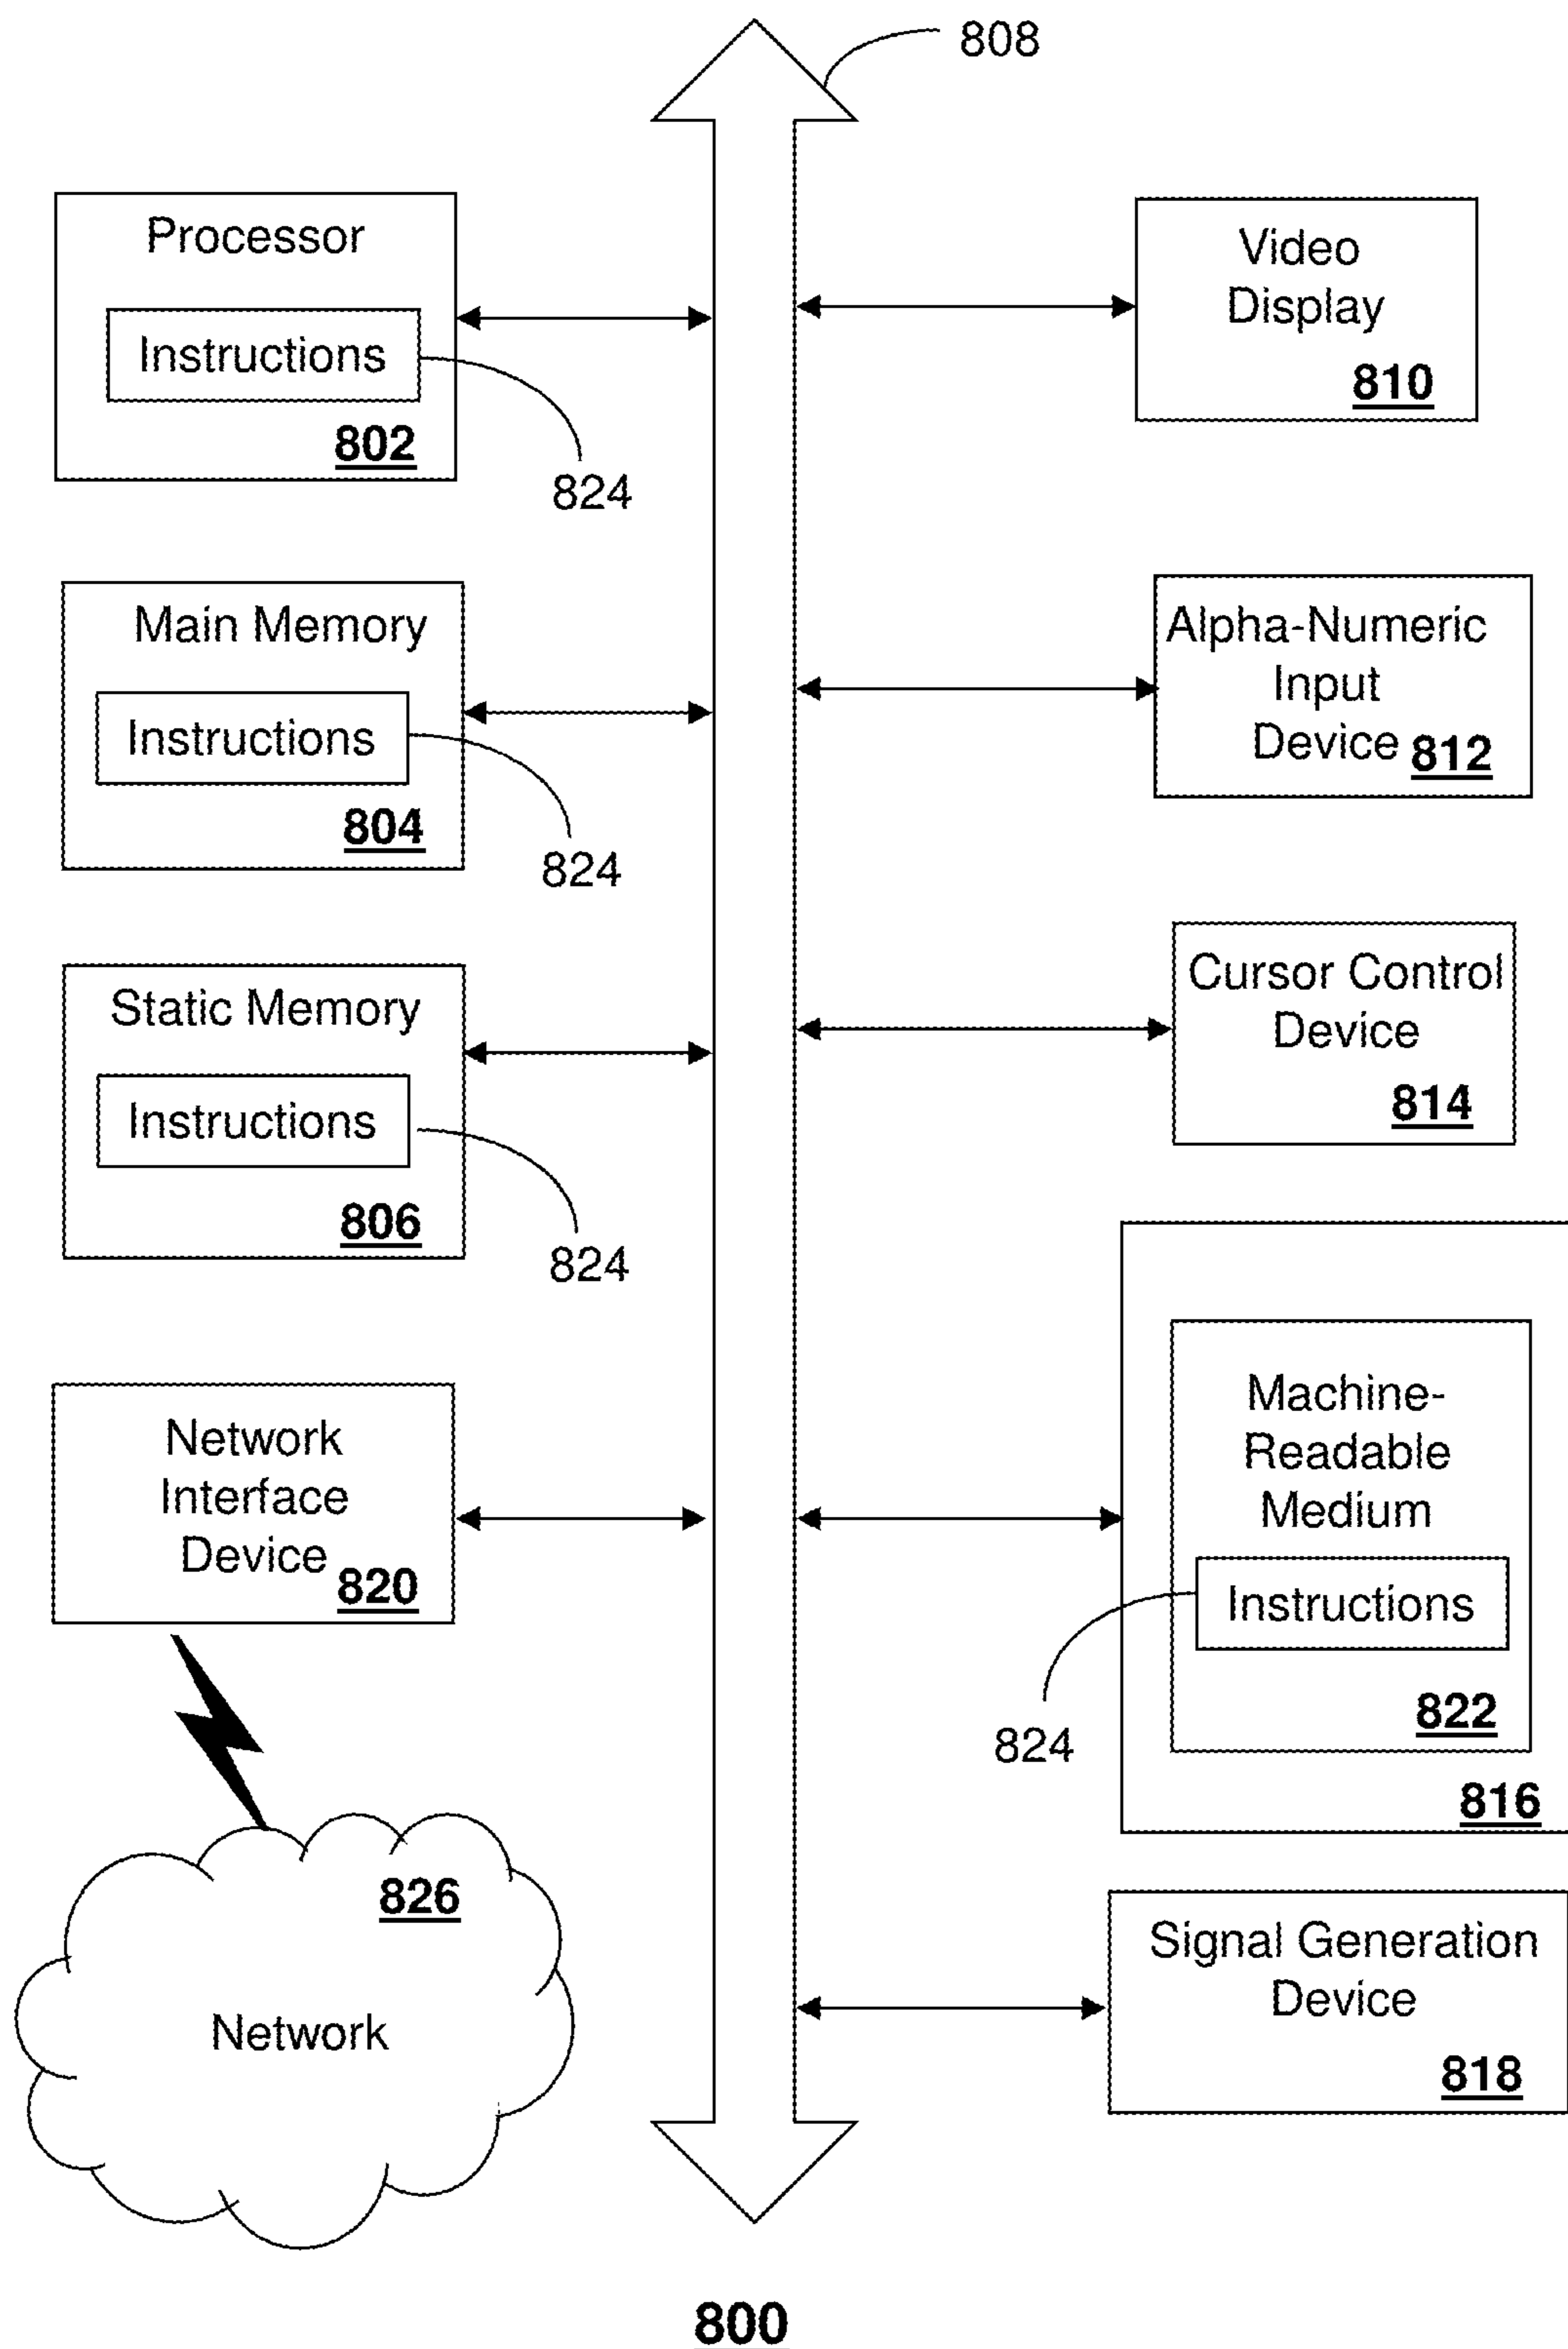 808
Processor
Instructions
802
824
Main Memory
Instructions
804
824
Static Memory
Instructions
806
824
Network
Interface
Device
820
826
Network
Video
Display
810
Alpha-Numeric
Input
Device 812
Cursor Control
Device
814
Machine-
Readable
Medium
Instructions
822
824
816
Signal Generation
Device
818
800